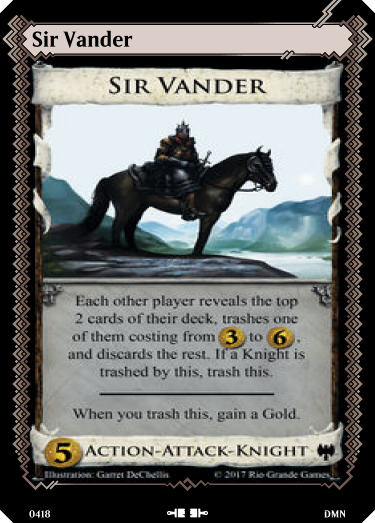 Sir Vander
SIR VANDER
Each other player reveals the top
2 cards of their deck, trashes one
of them costing from 3 to 6,
and discards the rest. If a Knight is
trashed by this, trash this.
When you trash this, gain a Gold.
5 ACTION-ATTACK-KNIGHT
Illustration: Garret DeChellis © 2017 Rio Grande Games
0418 DMN